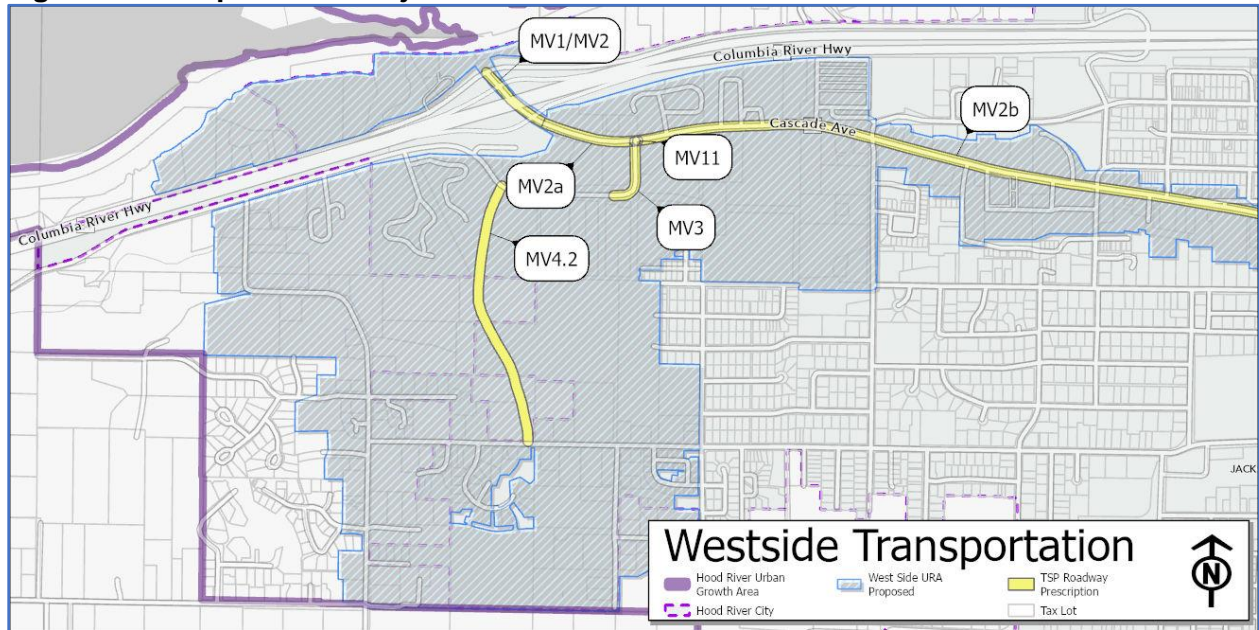 MV1/MV2
Columbia River Hwy
MV2b
Cascade Ave
MV11
MV2a
MV3
Columbia River Hwy
MV4.2
JACK
Westside Transportation
Hood River Urban
Growth Area
West Side URA
Proposed
TSP Roadway
Prescription
Hood River City
Tax Lot
N